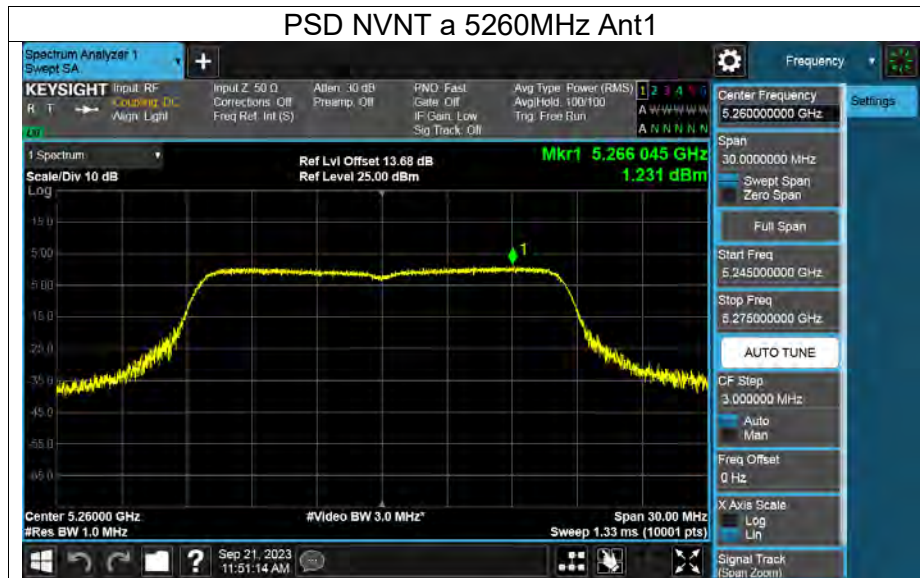 PSD NVNT a 5260MHz Ant1
Spectrum Analyzer 1
Swept SA
+
Frequency
KEYSIGHT
R T
Input: RF
Coupling: DC
Align: Light
Input Z: 50 Ω
Corrections: Off
Freq Ref: Int (S)
Atten: 30 dB
Preamp: Off
PNO: Fast
Gate: Off
IF Gain: Low
Sig Track: Off
Avg Type: Power (RMS)
Avg|Hold: 100/100
Trig: Free Run
1 2 3 4 5 6
A W W W W W
A N N N N N
1 Spectrum
Scale/Div 10 dB
Log
Ref Lvl Offset 13.68 dB
Ref Level 25.00 dBm
Mkr1 5.266 045 GHz
1.231 dBm
15.0
5.00
-5.00
-15.0
-25.0
-35.0
-45.0
-55.0
-65.0
1
Center 5.26000 GHz
#Res BW 1.0 MHz
#Video BW 3.0 MHz*
Span 30.00 MHz
Sweep 1.33 ms (10001 pts)
Center Frequency
5.260000000 GHz
Settings
Span
30.0000000 MHz
Swept Span
Zero Span
Full Span
Start Freq
5.245000000 GHz
Stop Freq
5.275000000 GHz
AUTO TUNE
CF Step
3.000000 MHz
Auto
Man
Freq Offset
0 Hz
X Axis Scale
Log
Lin
Signal Track
(Span Zoom)
?
Sep 21, 2023
11:51:14 AM